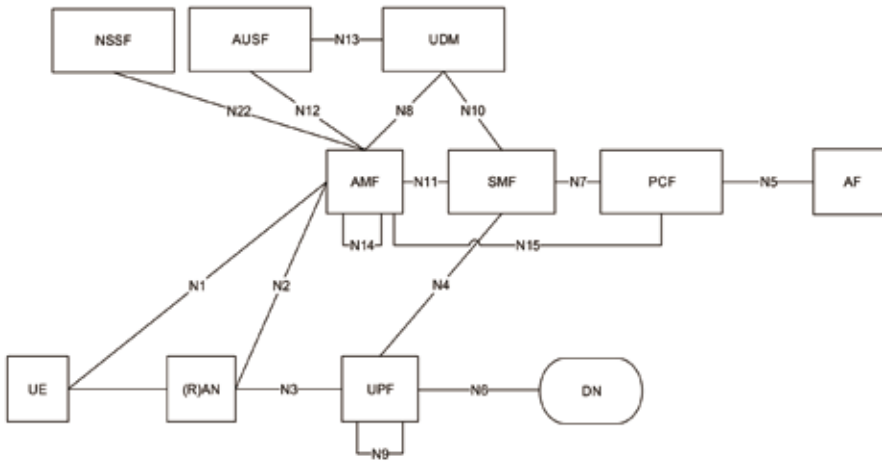 NSSF
AUSF
N13
UDM
N22
N12
N8
N10
AMF
N11
SMF
N7
PCF
N5
AF
N14
N15
N1
N2
N4
UE
(R)AN
N3
UPF
N6
DN
N9